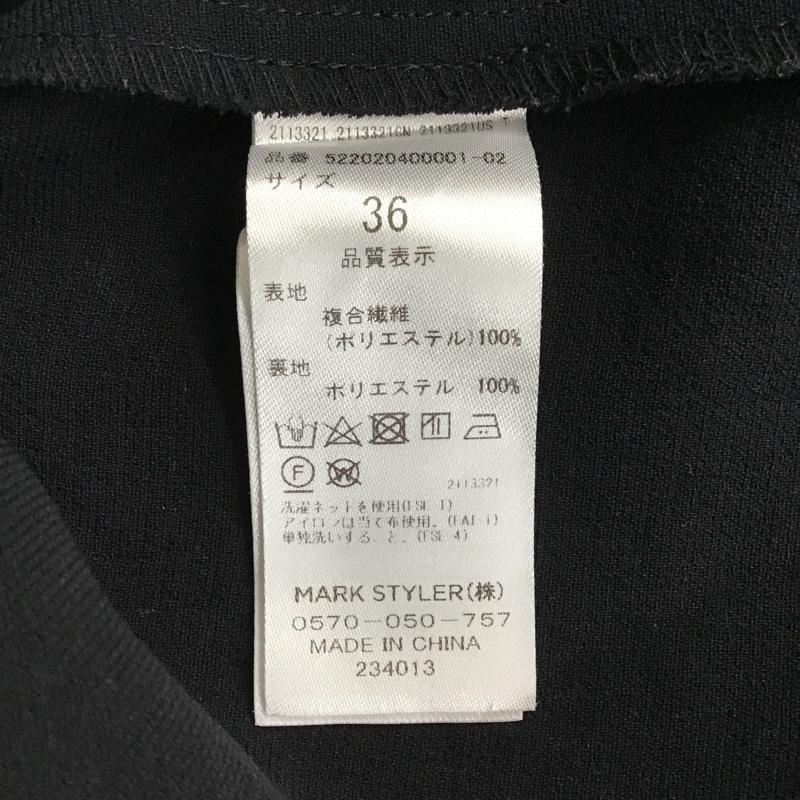 2113321 2113321CN 2113321US
品番 522020400001-02
サイズ
36
品質表示
表地
複合繊維
(ポリエステル)100%
裏地
ポリエステル 100%
F
W
2113321
洗濯ネットを使用(FSE-1)
アイロンは当て布使用。(FAI-1)
単独洗いすること。(FSE-4)
MARK STYLER(株)
0570-050-757
MADE IN CHINA
234013